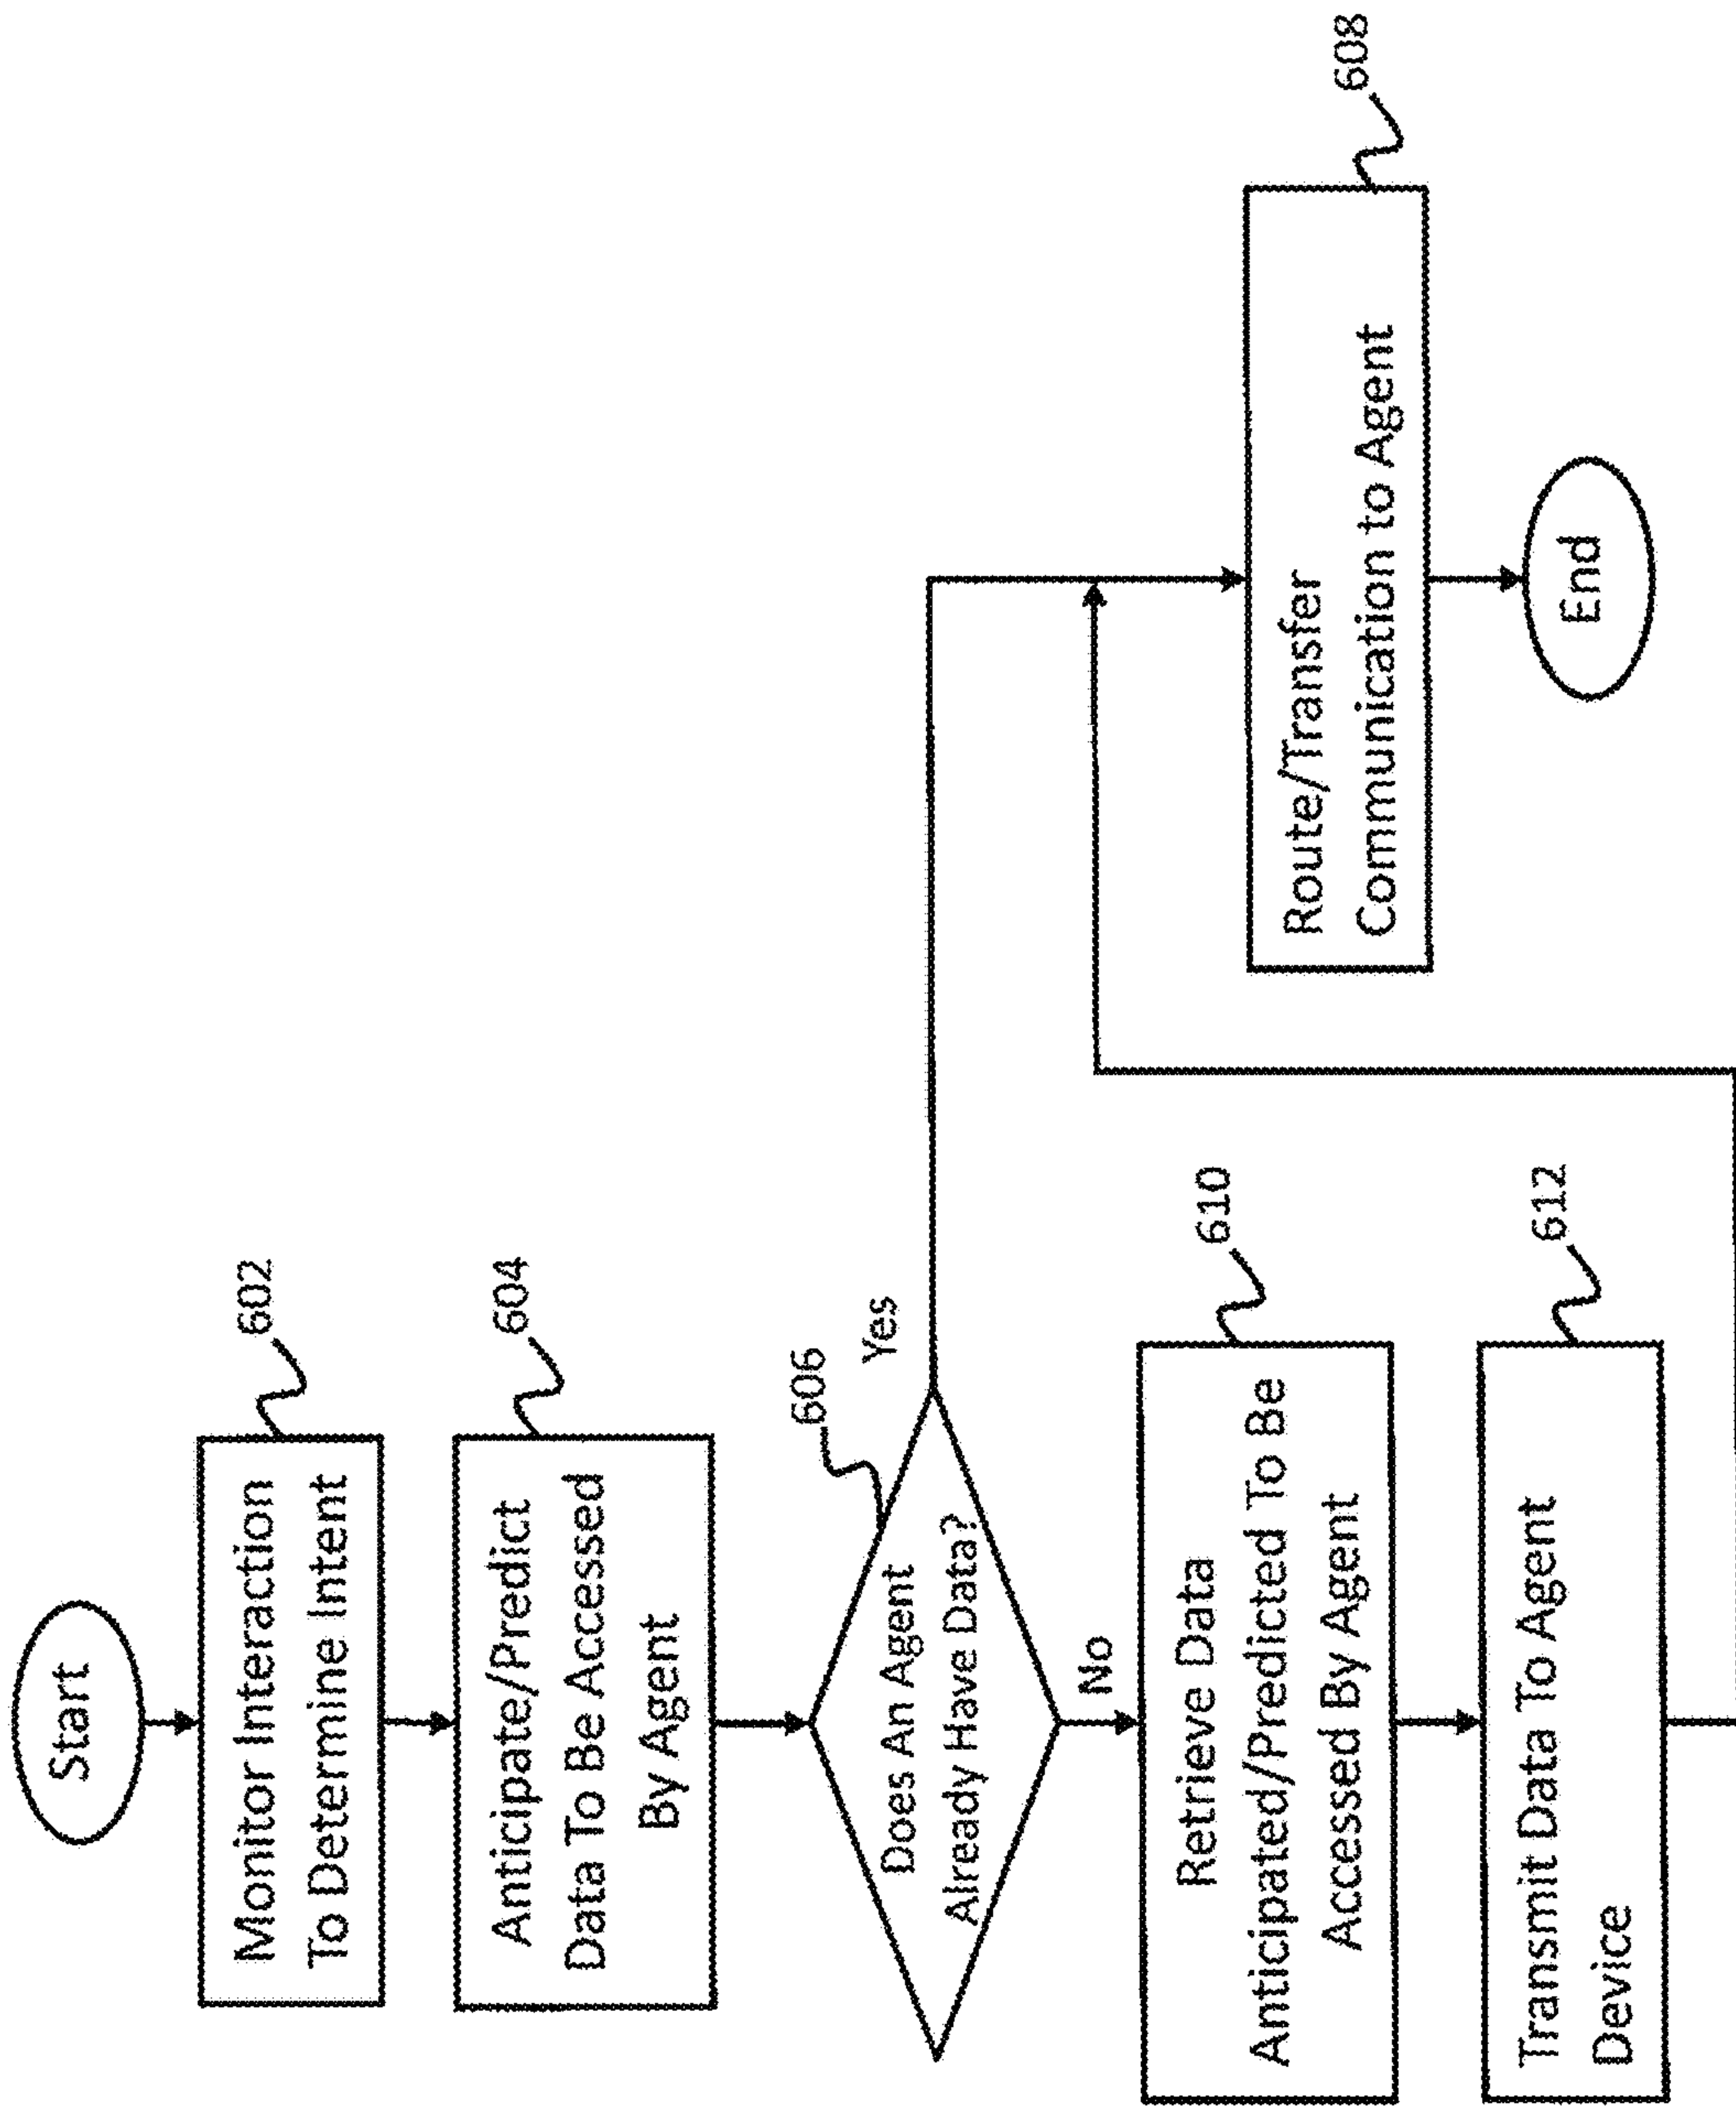 Start
Monitor Interaction
To Determine Intent
602
Anticipate/Predict
Data To Be Accessed
By Agent
604
606
Does An Agent
Already Have Data?
Yes
No
Retrieve Data
Anticipated/Predicted To Be
Accessed By Agent
610
Transmit Data To Agent
Device
612
Route/Transfer
Communication to Agent
608
End